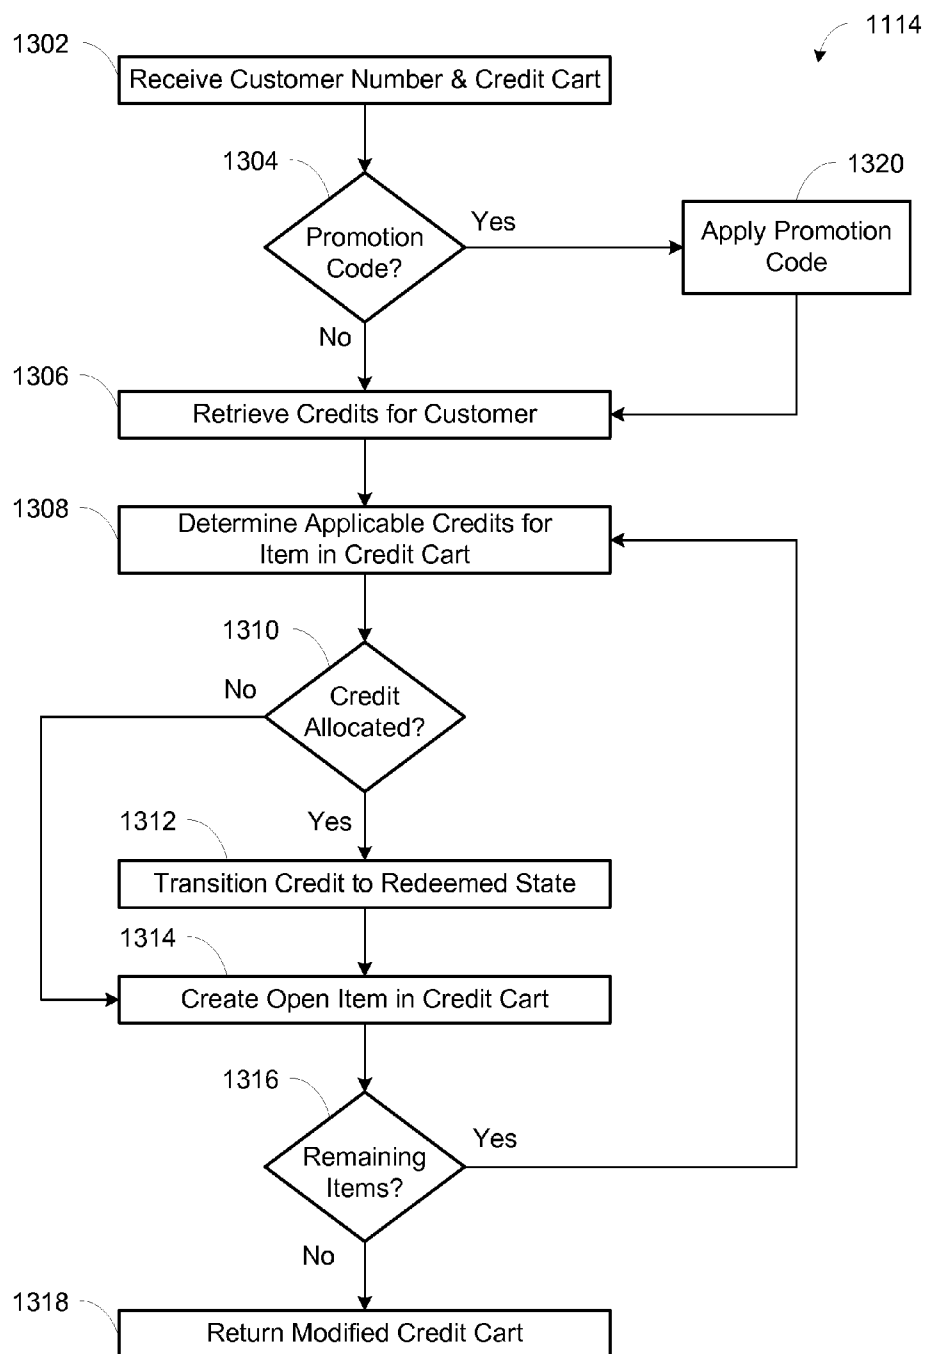 1114
1302
Receive Customer Number & Credit Cart
1304
Promotion
Code?
Yes
1320
Apply Promotion
Code
No
1306
Retrieve Credits for Customer
1308
Determine Applicable Credits for
Item in Credit Cart
1310
No
Credit
Allocated?
Yes
1312
Transition Credit to Redeemed State
1314
Create Open Item in Credit Cart
1316
Remaining
Items?
Yes
No
1318
Return Modified Credit Cart